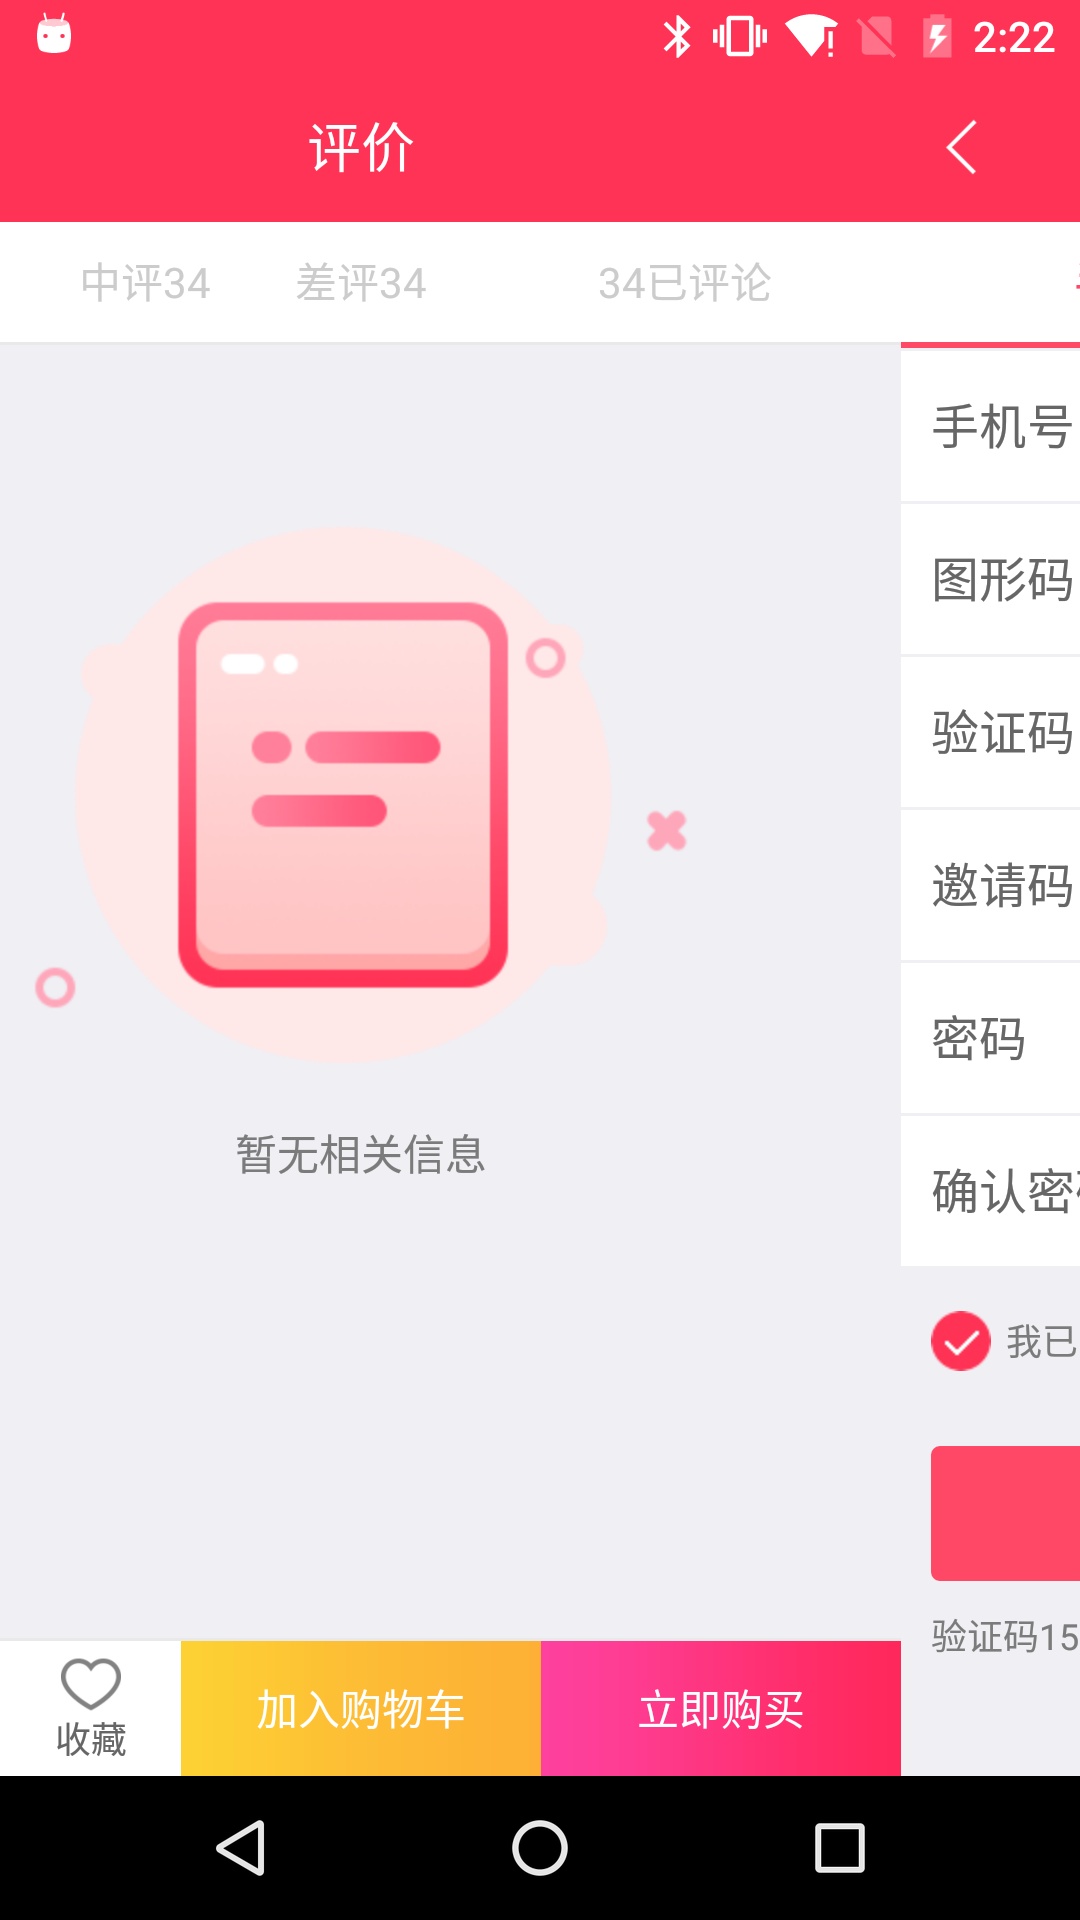 2:22
评价
中评34
差评34
34已评论
手机号
图形码
验证码
邀请码
密码
确认密
暂无相关信息
我已
验证码15
收藏
加入购物车
立即购买